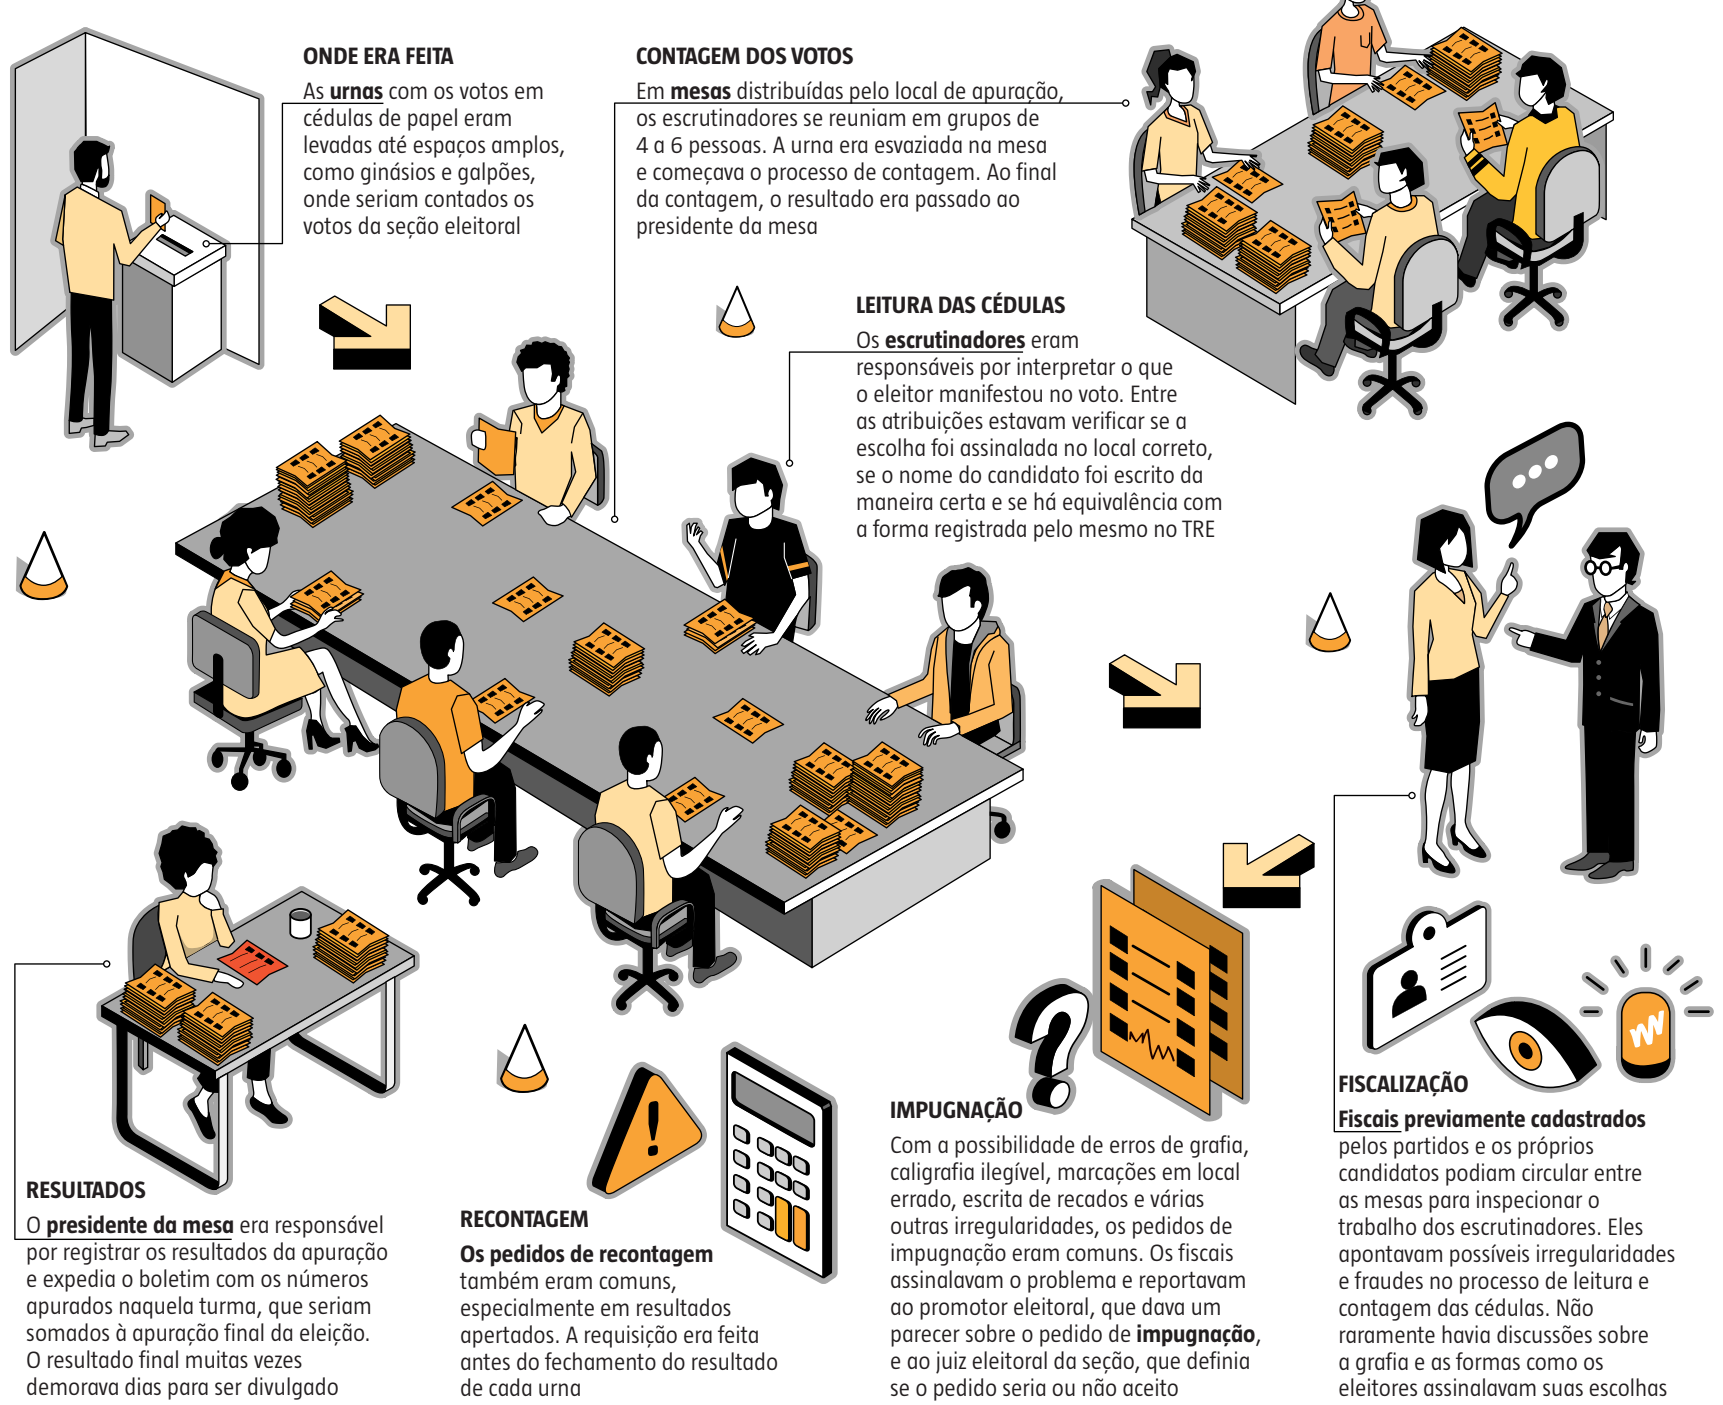 ONDE ERA FEITA
As urnas com os votos em
cédulas de papel eram
levadas até espaços amplos,
como ginásios e galpões,
onde seriam contados os
votos da seção eleitoral
CONTAGEM DOS VOTOS
Em mesas distribuídas pelo local de apuração,
os escrutinadores se reuniam em grupos de
4 a 6 pessoas. A urna era esvaziada na mesa
e começava o processo de contagem. Ao final
da contagem, o resultado era passado ao
presidente da mesa
LEITURA DAS CÉDULAS
Os escrutinadores eram
responsáveis por interpretar o que
o eleitor manifestou no voto. Entre
as atribuições estavam verificar se a
escolha foi assinalada no local correto,
se o nome do candidato foi escrito da
maneira certa e se há equivalência com
a forma registrada pelo mesmo no TRE
FISCALIZAÇÃO
Fiscais previamente cadastrados
pelos partidos e os próprios
candidatos podiam circular entre
as mesas para inspecionar o
trabalho dos escrutinadores. Eles
apontavam possíveis irregularidades
e fraudes no processo de leitura e
contagem das cédulas. Não
raramente havia discussões sobre
a grafia e as formas como os
eleitores assinalavam suas escolhas
IMPUGNAÇÃO
Com a possibilidade de erros de grafia,
caligrafia ilegível, marcações em local
errado, escrita de recados e várias
outras irregularidades, os pedidos de
impugnação eram comuns. Os fiscais
assinalavam o problema e reportavam
ao promotor eleitoral, que dava um
parecer sobre o pedido de impugnação,
e ao juiz eleitoral da seção, que definia
se o pedido seria ou não aceito
RECONTAGEM
Os pedidos de recontagem
também eram comuns,
especialmente em resultados
apertados. A requisição era feita
antes do fechamento do resultado
de cada urna
RESULTADOS
O presidente da mesa era responsável
por registrar os resultados da apuração
e expedia o boletim com os números
apurados naquela turma, que seriam
somados à apuração final da eleição.
O resultado final muitas vezes
demorava dias para ser divulgado